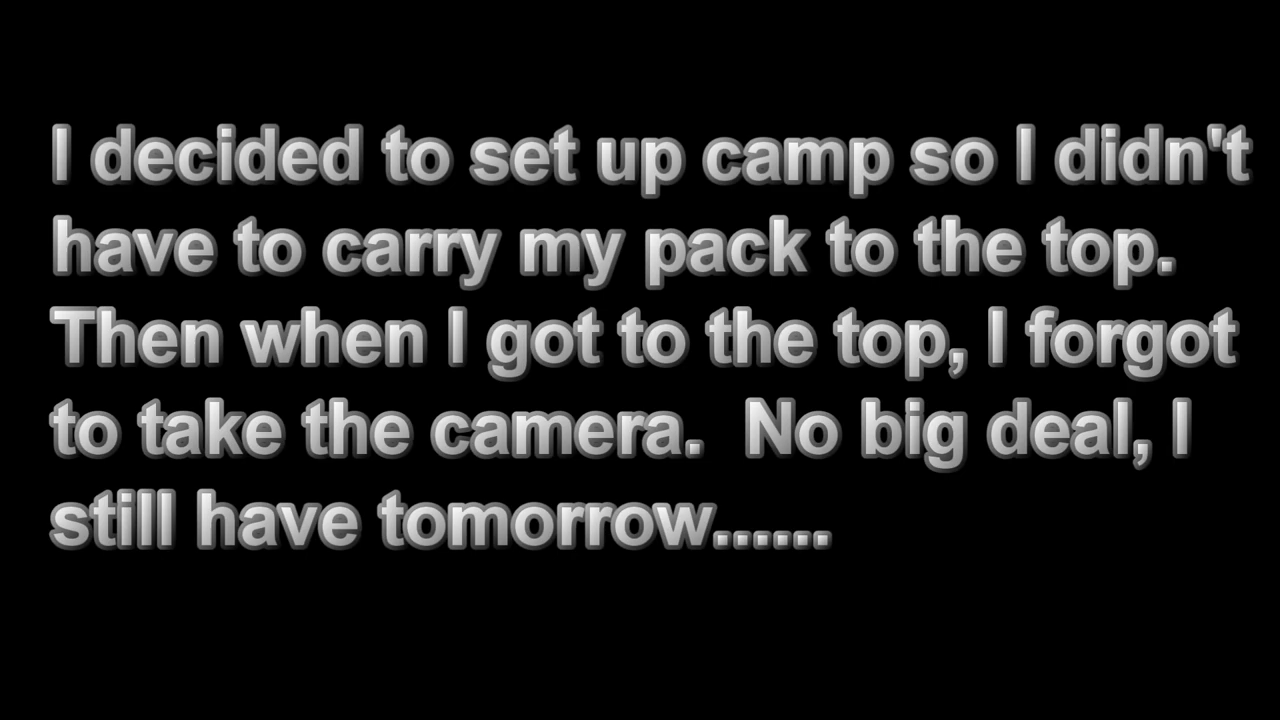 I decided to set up camp so I didn't
have to carry my pack to the top.
Then when I got to the top, I forgot
to take the camera.  No big deal, I
still have tomorrow......